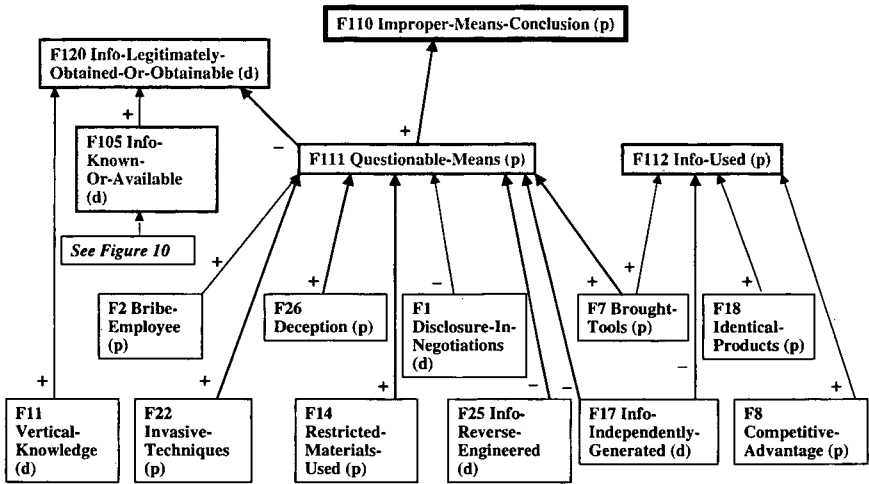 F110 Improper-Means-Conclusion (p)
F120 Info-Legitimately-
Obtained-Or-Obtainable (d)
+
+
F105 Info-
Known-
Or-Available
(d)
–
F111 Questionable-Means (p)
F112 Info-Used (p)
See Figure 10
+
+
–
+
+
+
F2 Bribe-
Employee
(p)
F26
Deception (p)
F1
Disclosure-In-
Negotiations
(d)
F7 Brought-
Tools (p)
F18
Identical-
Products (p)
+
+
+
–
–
–
+
F11
Vertical-
Knowledge
(d)
F22
Invasive-
Techniques
(p)
F14
Restricted-
Materials-
Used (p)
F25 Info-
Reverse-
Engineered
(d)
F17 Info-
Independently-
Generated (d)
F8
Competitive-
Advantage (p)